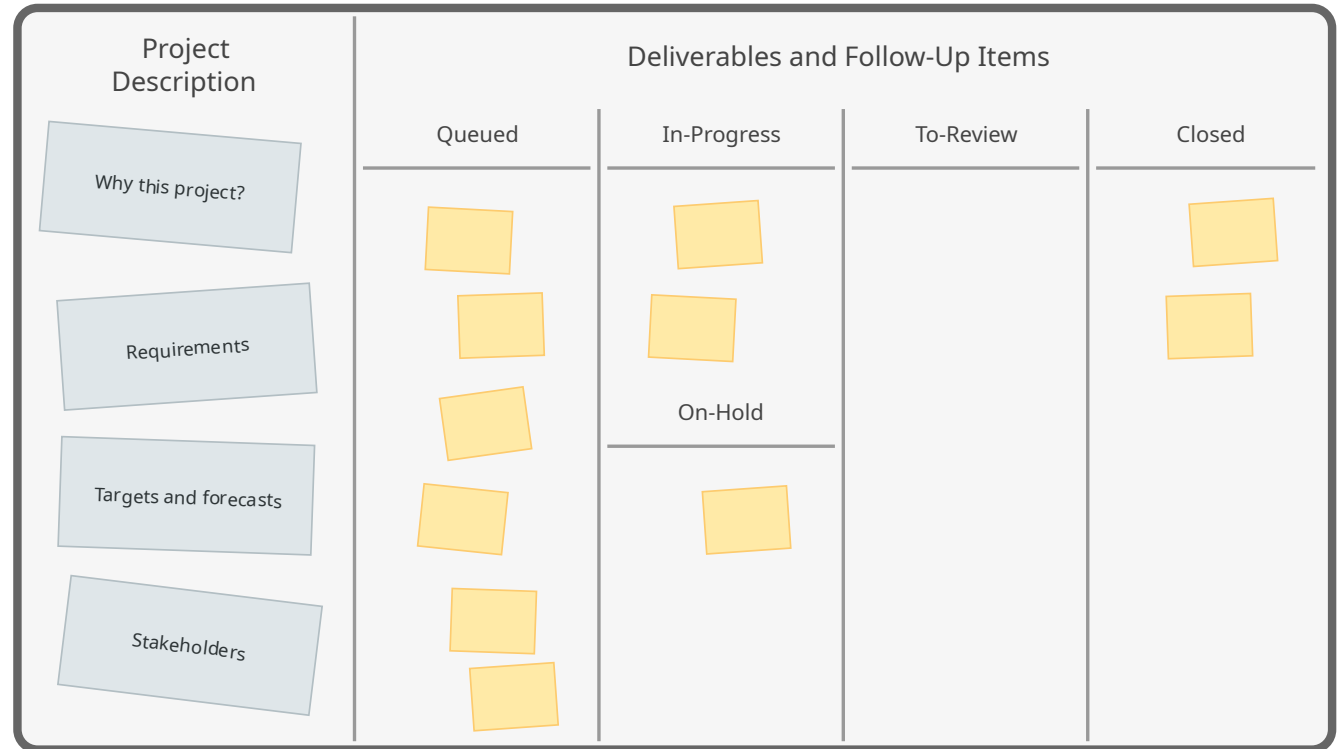 Project
Description
Why this project?
Requirements
Targets and forecasts
Stakeholders
Deliverables and Follow-Up Items
Queued
In-Progress
On-Hold
To-Review
Closed